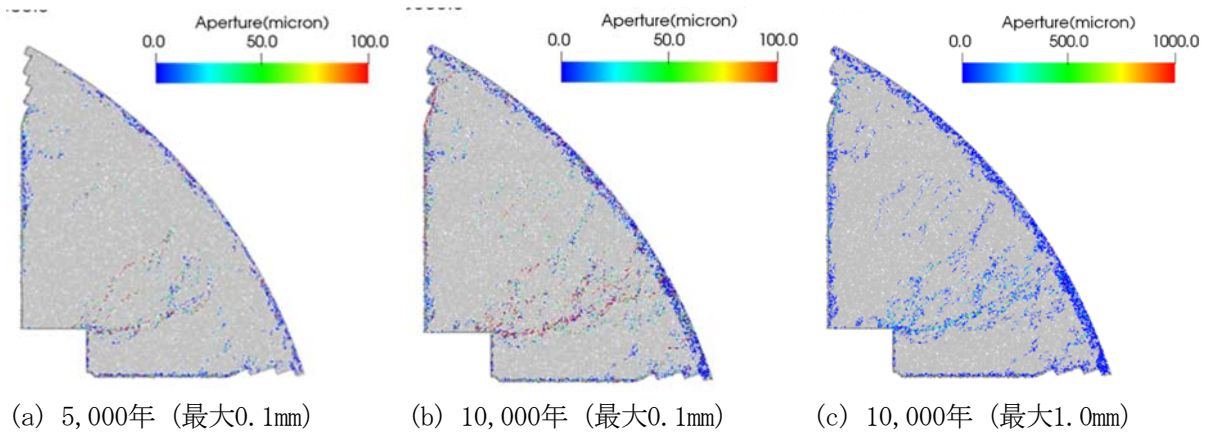 Aperture(micron)
0.0 50.0 100.0
Aperture(micron)
0.0 50.0 100.0
Aperture(micron)
0.0 500.0 1000.0
(a) 5,000年 (最大0.1mm)
(b) 10,000年 (最大0.1mm)
(c) 10,000年 (最大1.0mm)